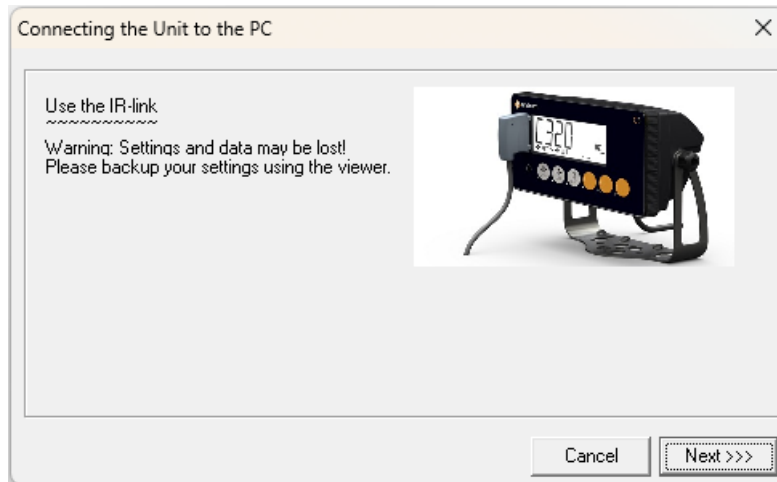 Connecting the Unit to the PC
Use the IR-link
~~~~~~~~~~
Warning: Settings and data may be lost!
Please backup your settings using the viewer.
C320
Cancel
Next >>>